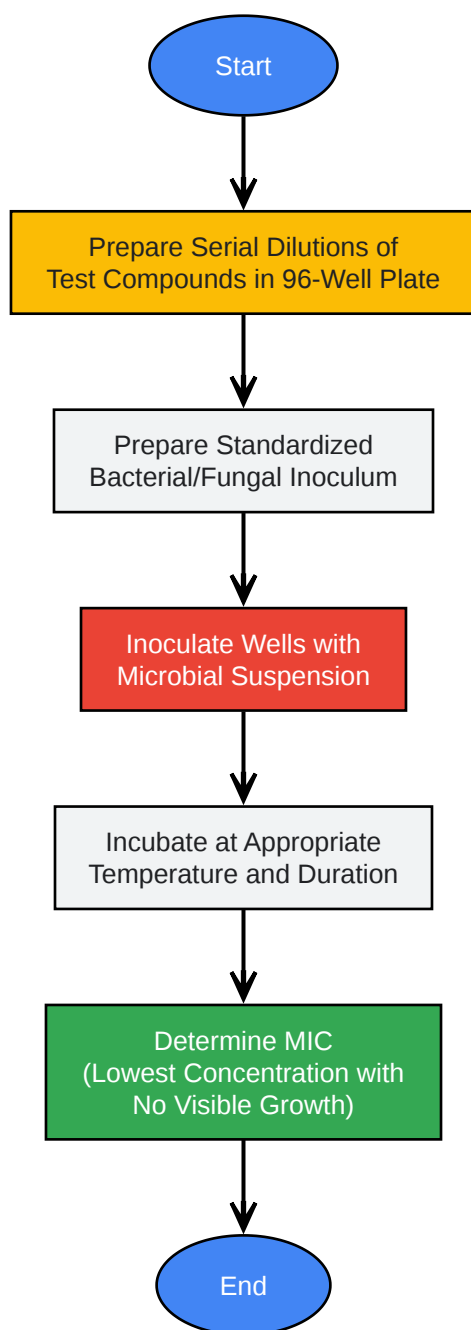 Start
Prepare Serial Dilutions of
Test Compounds in 96-Well Plate
Prepare Standardized
Bacterial/Fungal Inoculum
Inoculate Wells with
Microbial Suspension
Incubate at Appropriate
Temperature and Duration
Determine MIC
(Lowest Concentration with
No Visible Growth)
End